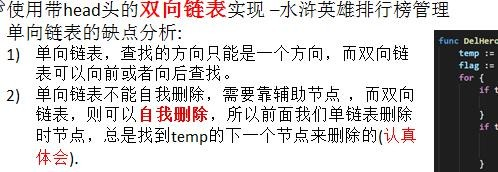 使用带head头的双向链表实现 –水浒英雄排行榜管理
单向链表的缺点分析:
1) 单向链表，查找的方向只能是一个方向，而双向链
表可以向前或者向后查找。
2) 单向链表不能自我删除，需要靠辅助节点 ，而双向
链表，则可以自我删除，所以前面我们单链表删除
时节点，总是找到temp的下一个节点来删除的(认真
体会).
func DelHero
temp :=
flag :=
for {
if t
}
if t
}